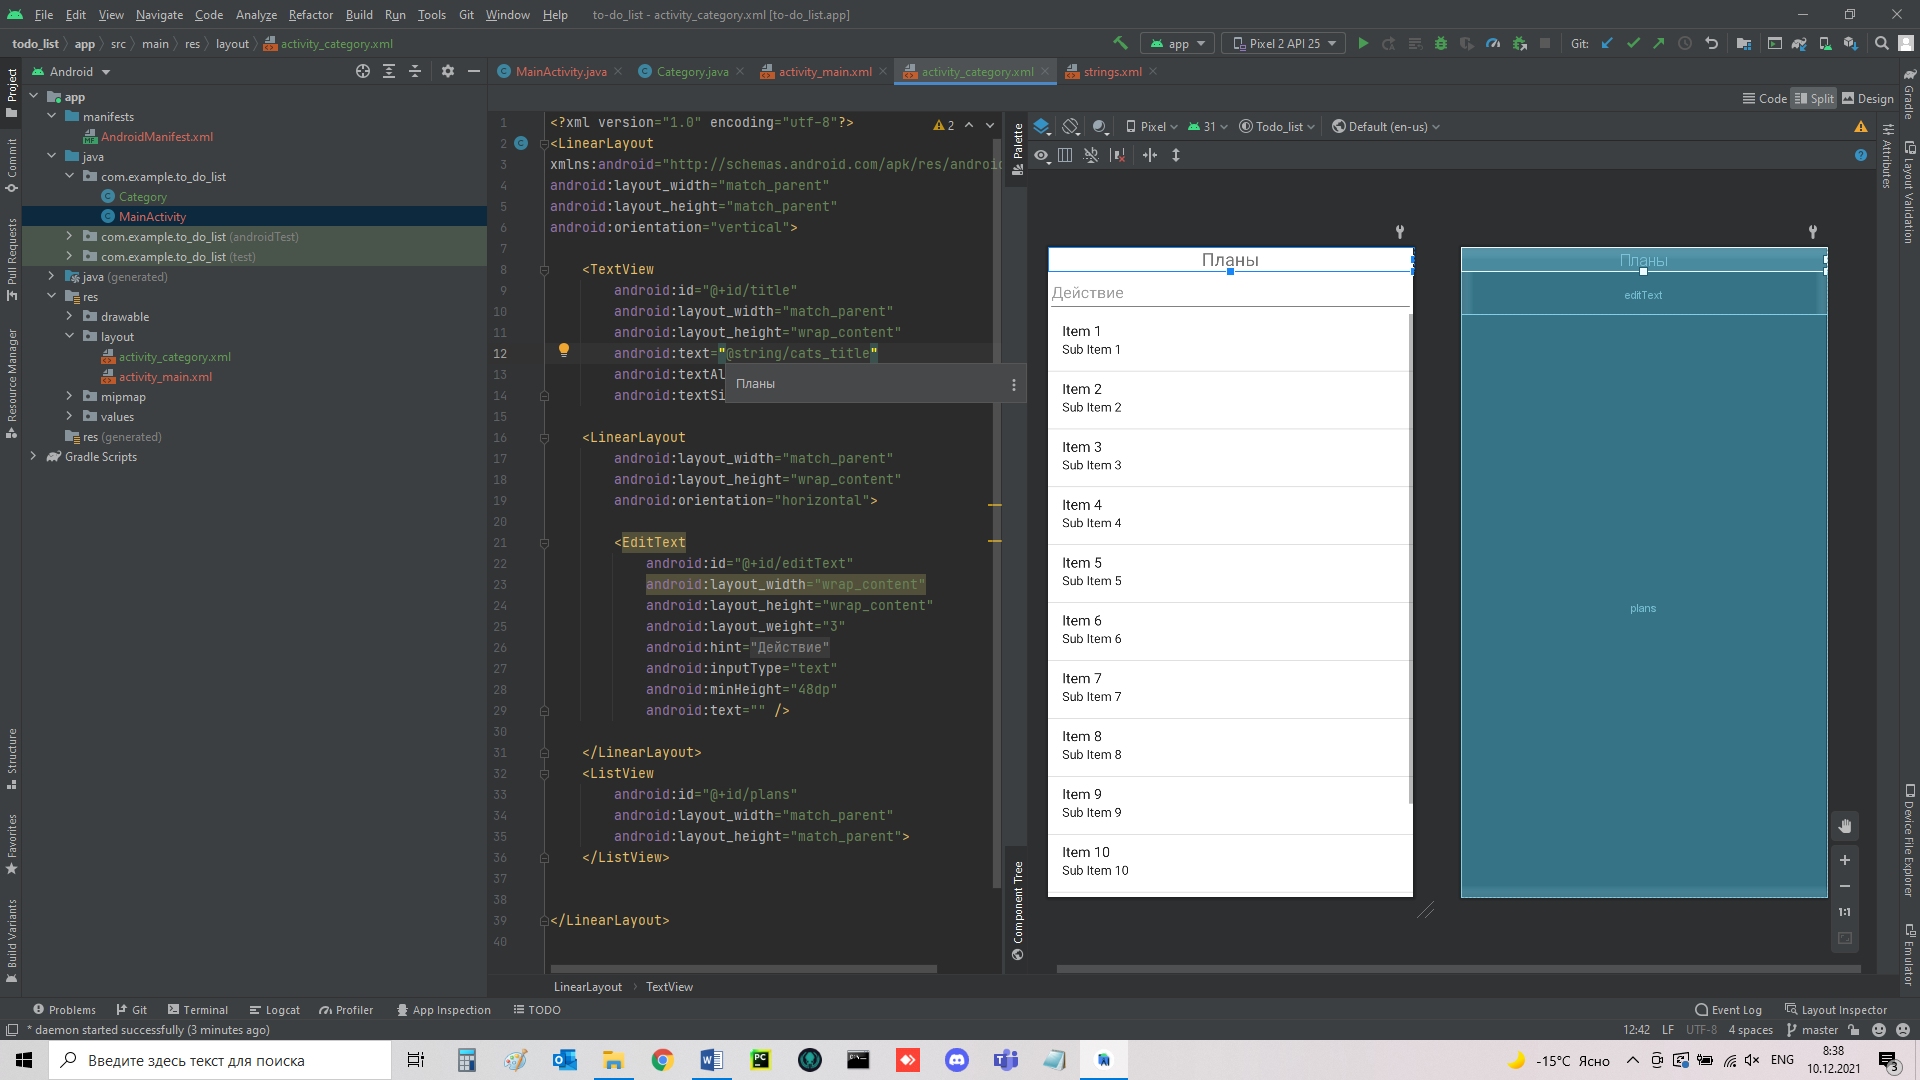 File Edit View Navigate Code Analyze Refactor Build Run Tools Git Window Help to-do_list - activity_category.xml [to-do_list.app]
todo_list app src main res layout activity_category.xml
app Pixel 2 API 25 Git:
Android
MainActivity.java Category.java activity_main.xml activity_category.xml strings.xml
Code Split Design
Project
Commit
Pull Requests
Resource Manager
Structure
Favorites
Build Variants
app
manifests
AndroidManifest.xml
java
com.example.to_do_list
Category
MainActivity
com.example.to_do_list (androidTest)
com.example.to_do_list (test)
java (generated)
res
drawable
layout
activity_category.xml
activity_main.xml
mipmap
values
res (generated)
Gradle Scripts
2
1 <?xml version="1.0" encoding="utf-8"?>
2 <LinearLayout
3 xmlns:android="http://schemas.android.com/apk/res/android
4 android:layout_width="match_parent"
5 android:layout_height="match_parent"
6 android:orientation="vertical">
7
8 <TextView
9 android:id="@+id/title"
10 android:layout_width="match_parent"
11 android:layout_height="wrap_content"
12 android:text="@string/cats_title"
13 android:textAl
Планы
14 android:textSi
15
16 <LinearLayout
17 android:layout_width="match_parent"
18 android:layout_height="wrap_content"
19 android:orientation="horizontal">
20
21 <EditText
22 android:id="@+id/editText"
23 android:layout_width="wrap_content"
24 android:layout_height="wrap_content"
25 android:layout_weight="3"
26 android:hint="Действие"
27 android:inputType="text"
28 android:minHeight="48dp"
29 android:text="" />
30
31 </LinearLayout>
32 <ListView
33 android:id="@+id/plans"
34 android:layout_width="match_parent"
35 android:layout_height="match_parent">
36 </ListView>
37
38
39 </LinearLayout>
40
LinearLayout TextView
Palette
Component Tree
Pixel 31 Todo_list Default (en-us)
Планы
Действие
Item 1
Sub Item 1
Item 2
Sub Item 2
Item 3
Sub Item 3
Item 4
Sub Item 4
Item 5
Sub Item 5
Item 6
Sub Item 6
Item 7
Sub Item 7
Item 8
Sub Item 8
Item 9
Sub Item 9
Item 10
Sub Item 10
Планы
editText
plans
1:1
Attributes
Gradle
Layout Validation
Device File Explorer
Emulator
Problems Git Terminal Logcat Profiler App Inspection TODO Event Log Layout Inspector
* daemon started successfully (3 minutes ago) 12:42 LF UTF-8 4 spaces master
Введите здесь текст для поиска
-15°C Ясно ENG 8:38
10.12.2021
3